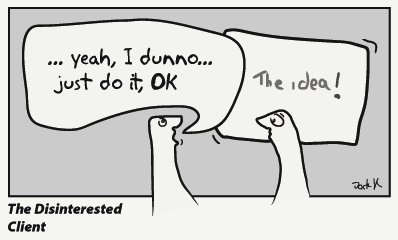 ... yeah, I dunno...
just do it, OK
The idea!
Jack K
The Disinterested
Client